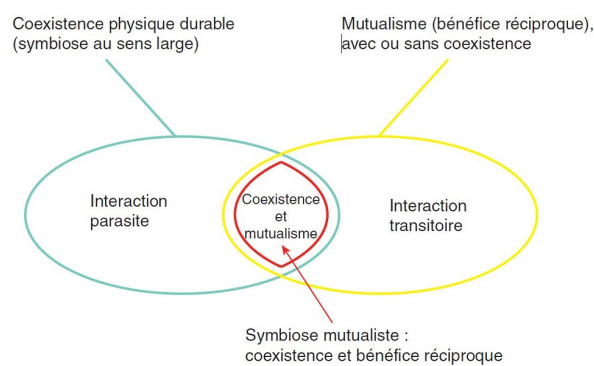 Coexistence physique durable
(symbiose au sens large)
Mutualisme (bénéfice réciproque),
avec ou sans coexistence
Interaction
parasite
Coexistence
et
mutualisme
Interaction
transitoire
Symbiose mutualiste :
coexistence et bénéfice réciproque